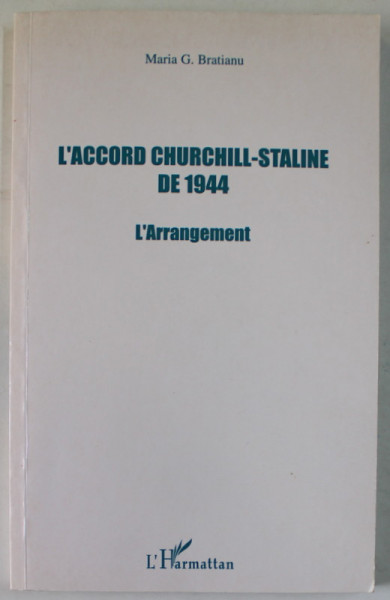 Maria G. Bratianu
L'ACCORD CHURCHILL-STALINE
DE 1944
L'Arrangement
L'Harmattan